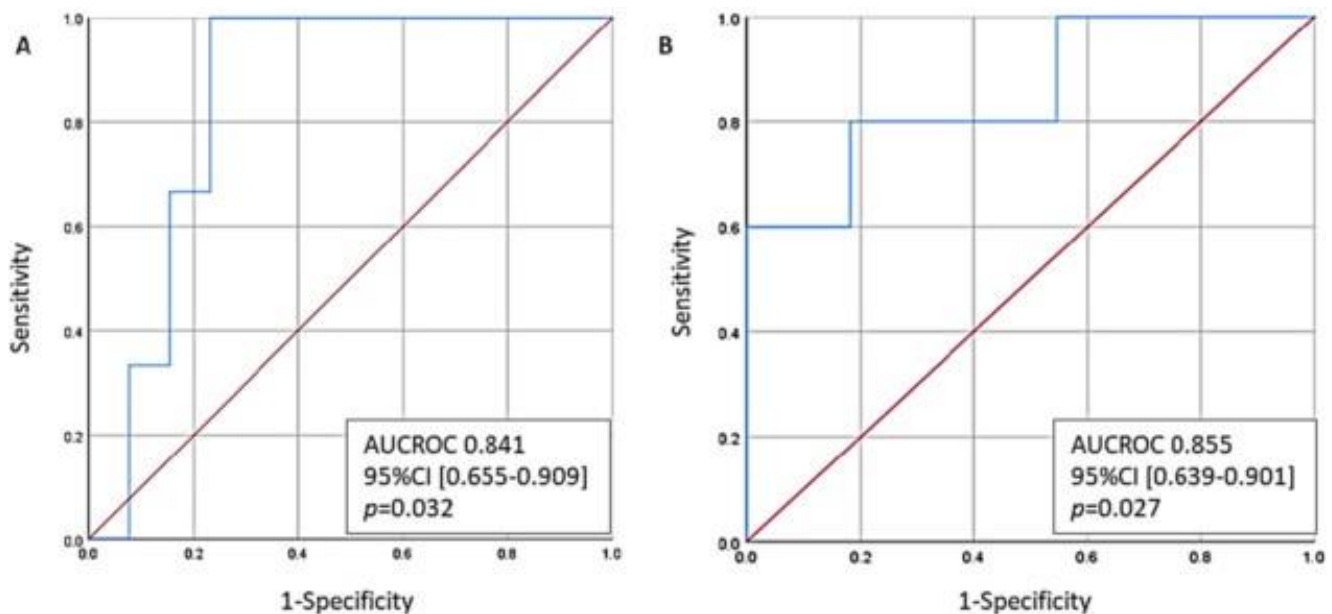 A
1.0
0.8
0.6
0.4
0.2
0.0
Sensitivity
0.0 0.2 0.4 0.6 0.8 1.0
1-Specificity
AUCROC 0.841
95%CI [0.655-0.909]
p=0.032
B
1.0
0.8
0.6
0.4
0.2
0.0
Sensitivity
0.0 0.2 0.4 0.6 0.8 1.0
1-Specificity
AUCROC 0.855
95%CI [0.639-0.901]
p=0.027